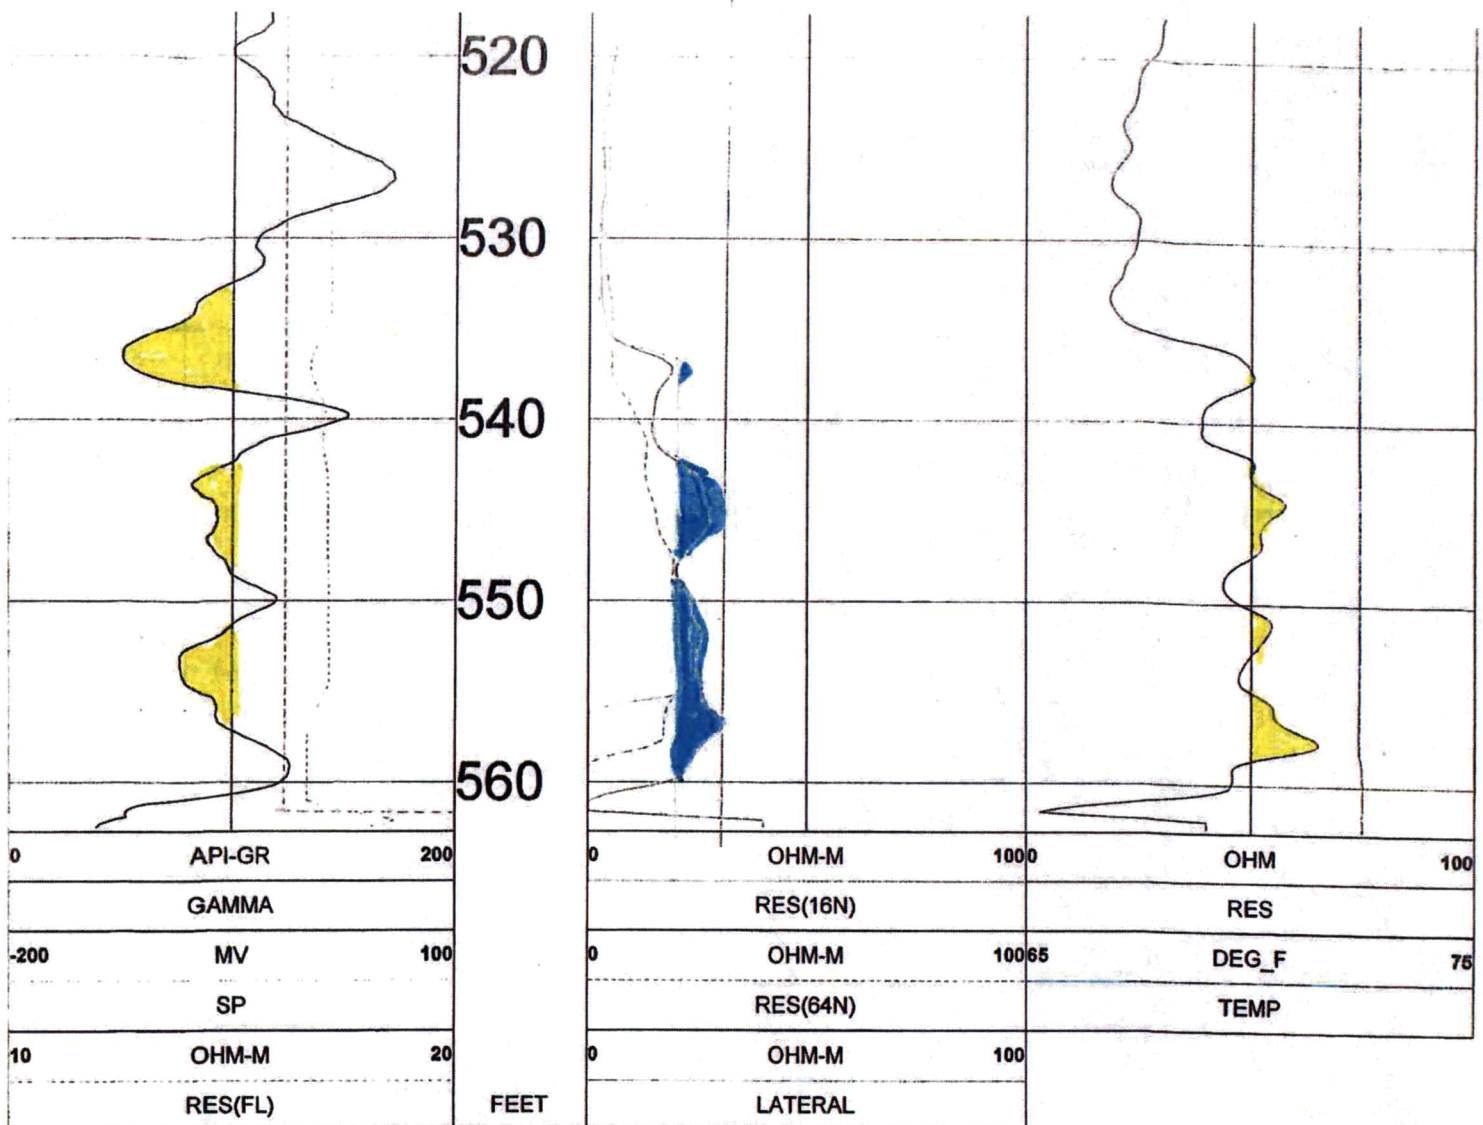 520
530
540
550
560
0 API-GR 200 0 OHM-M 100 0 OHM 100
GAMMA RES(16N) RES
-200 MV 100 0 OHM-M 100 65 DEG_F 75
SP RES(64N) TEMP
10 OHM-M 20 0 OHM-M 100
RES(FL) FEET LATERAL